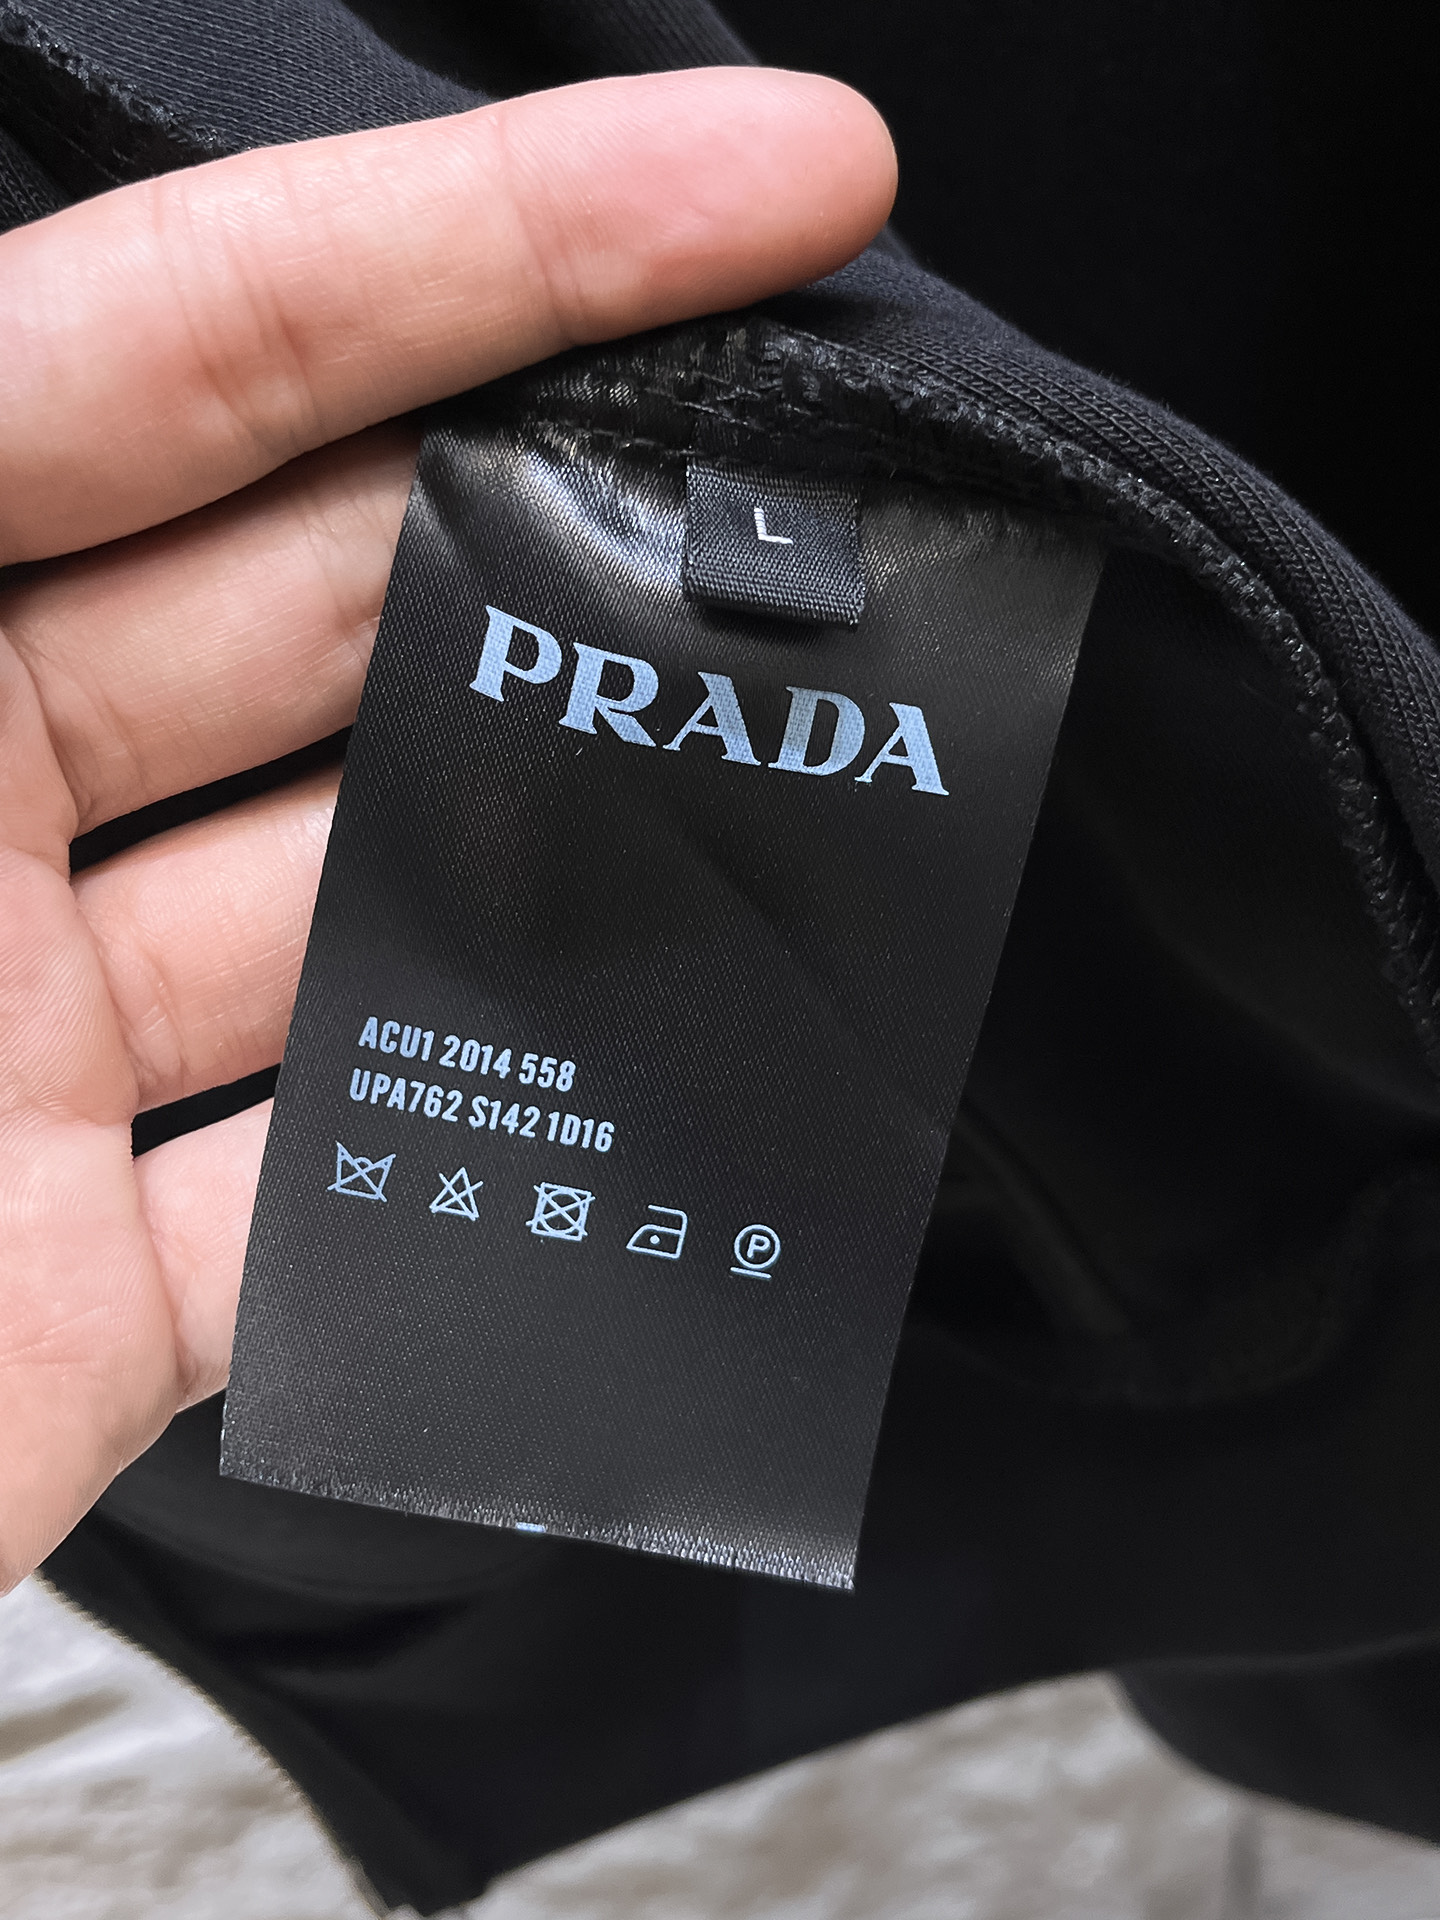 L
PRADA
ACU1 2014 558
UPA762 S142 1D16
P